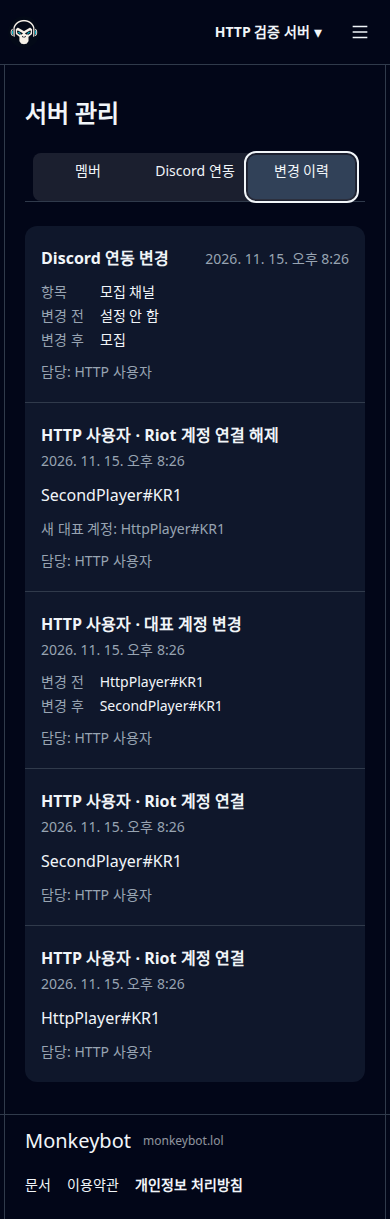 HTTP 검증 서버 ▾
서버 관리
멤버 Discord 연동 변경 이력
Discord 연동 변경 2026. 11. 15. 오후 8:26
항목 모집 채널
변경 전 설정 안 함
변경 후 모집
담당: HTTP 사용자
HTTP 사용자 · Riot 계정 연결 해제
2026. 11. 15. 오후 8:26
SecondPlayer#KR1
새 대표 계정: HttpPlayer#KR1
담당: HTTP 사용자
HTTP 사용자 · 대표 계정 변경
2026. 11. 15. 오후 8:26
변경 전 HttpPlayer#KR1
변경 후 SecondPlayer#KR1
담당: HTTP 사용자
HTTP 사용자 · Riot 계정 연결
2026. 11. 15. 오후 8:26
SecondPlayer#KR1
담당: HTTP 사용자
HTTP 사용자 · Riot 계정 연결
2026. 11. 15. 오후 8:26
HttpPlayer#KR1
담당: HTTP 사용자
Monkeybot monkeybot.lol
문서 이용약관 개인정보 처리방침